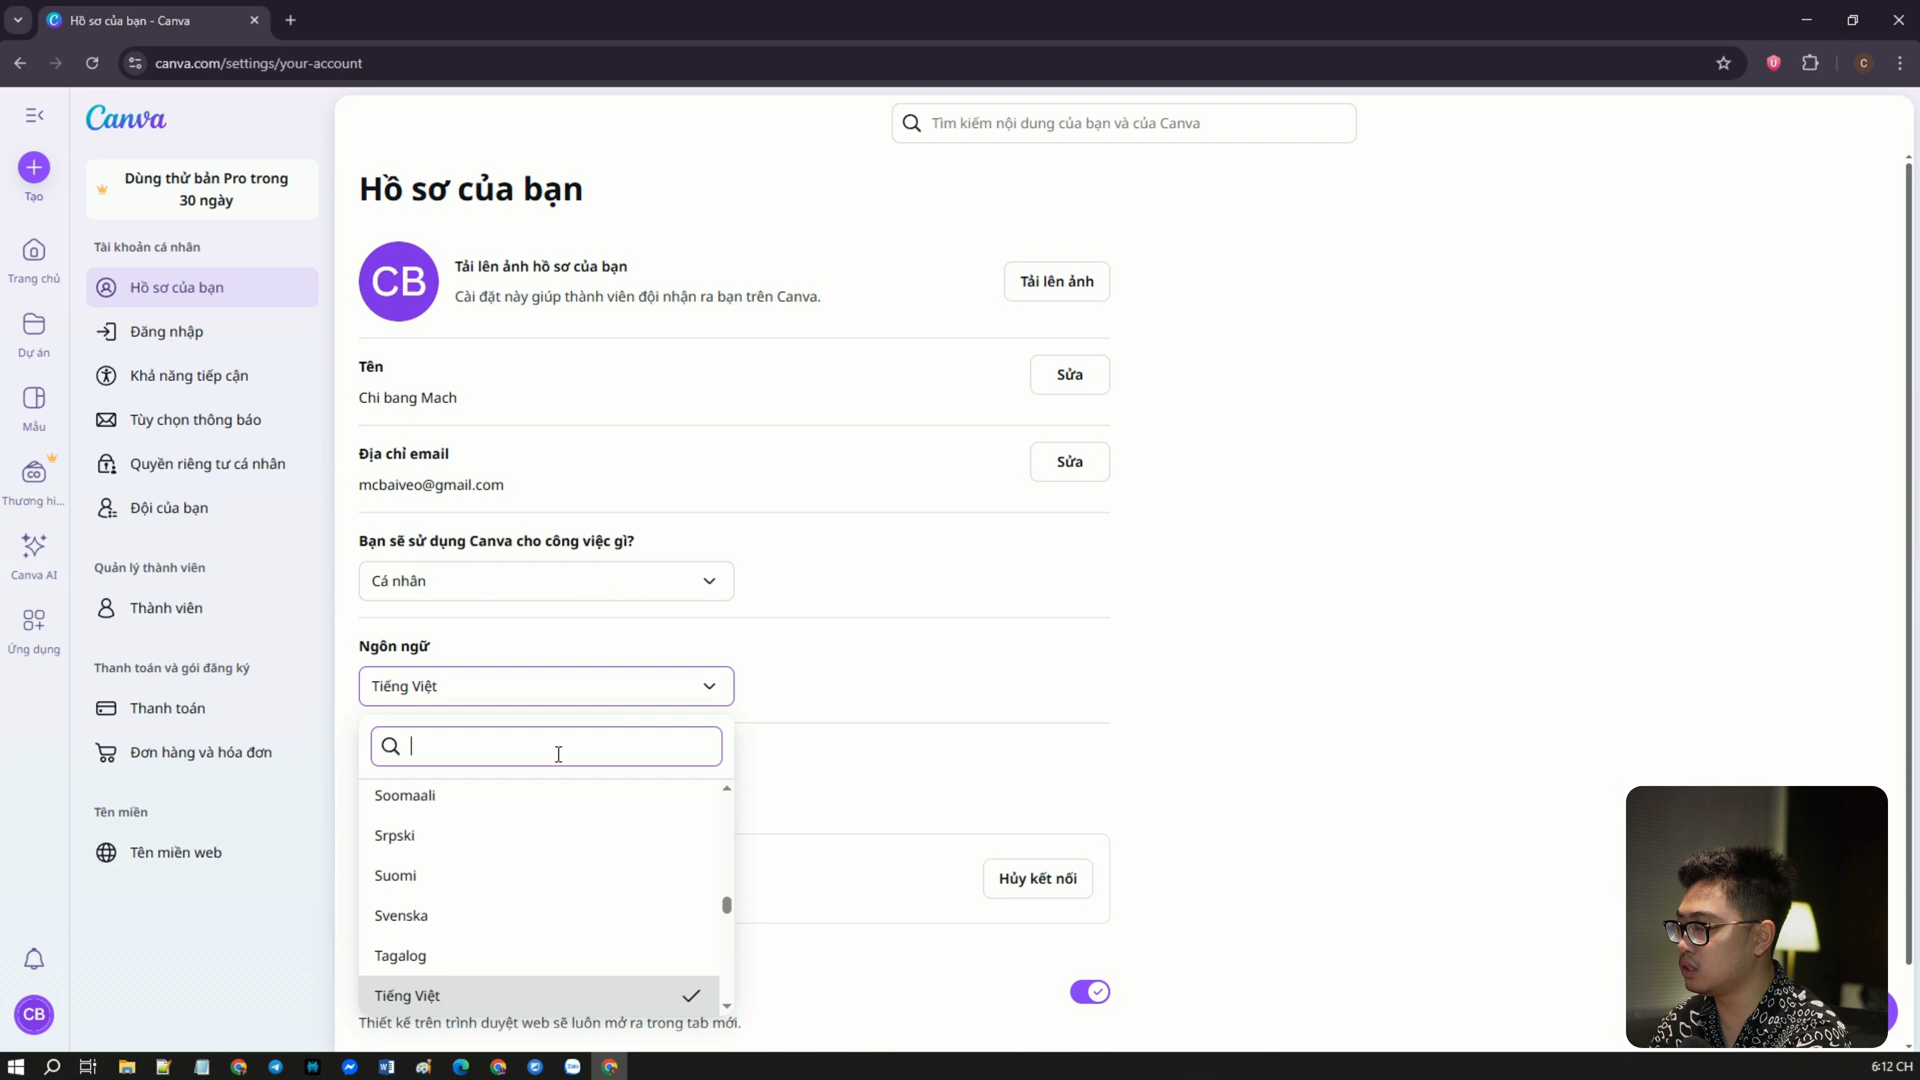 Hồ sơ của bạn - Canva
canva.com/settings/your-account
C
Canva
Tìm kiếm nội dung của bạn và của Canva
Tạo
Trang chủ
Dự án
Mẫu
Thương hi...
Canva AI
Ứng dụng
CB
Dùng thử bản Pro trong
30 ngày
Tài khoản cá nhân
Hồ sơ của bạn
Đăng nhập
Khả năng tiếp cận
Tùy chọn thông báo
Quyền riêng tư cá nhân
Đội của bạn
Quản lý thành viên
Thành viên
Thanh toán và gói đăng ký
Thanh toán
Đơn hàng và hóa đơn
Tên miền
Tên miền web
Hồ sơ của bạn
CB
Tải lên ảnh hồ sơ của bạn
Cài đặt này giúp thành viên đội nhận ra bạn trên Canva.
Tải lên ảnh
Tên
Chi bang Mach
Sửa
Địa chỉ email
mcbaiveo@gmail.com
Sửa
Bạn sẽ sử dụng Canva cho công việc gì?
Cá nhân
Ngôn ngữ
Tiếng Việt
Soomaali
Srpski
Suomi
Svenska
Tagalog
Tiếng Việt
Hủy kết nối
Thiết kế trên trình duyệt web sẽ luôn mở ra trong tab mới.
6:12 CH